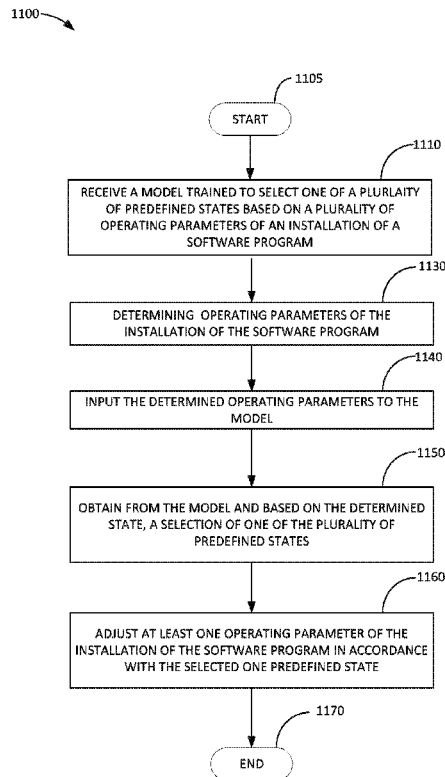 1100
1105
START
1110
RECEIVE A MODEL TRAINED TO SELECT ONE OF A PLURLAITY
OF PREDEFINED STATES BASED ON A PLURALITY OF
OPERATING PARAMETERS OF AN INSTALLATION OF A
SOFTWARE PROGRAM
1130
DETERMINING OPERATING PARAMETERS OF THE
INSTALLATION OF THE SOFTWARE PROGRAM
1140
INPUT THE DETERMINED OPERATING PARAMETERS TO THE
MODEL
1150
OBTAIN FROM THE MODEL AND BASED ON THE DETERMINED
STATE, A SELECTION OF ONE OF THE PLURALITY OF
PREDEFINED STATES
1160
ADJUST AT LEAST ONE OPERATING PARAMETER OF THE
INSTALLATION OF THE SOFTWARE PROGRAM IN ACCORDANCE
WITH THE SELECTED ONE PREDEFINED STATE
1170
END